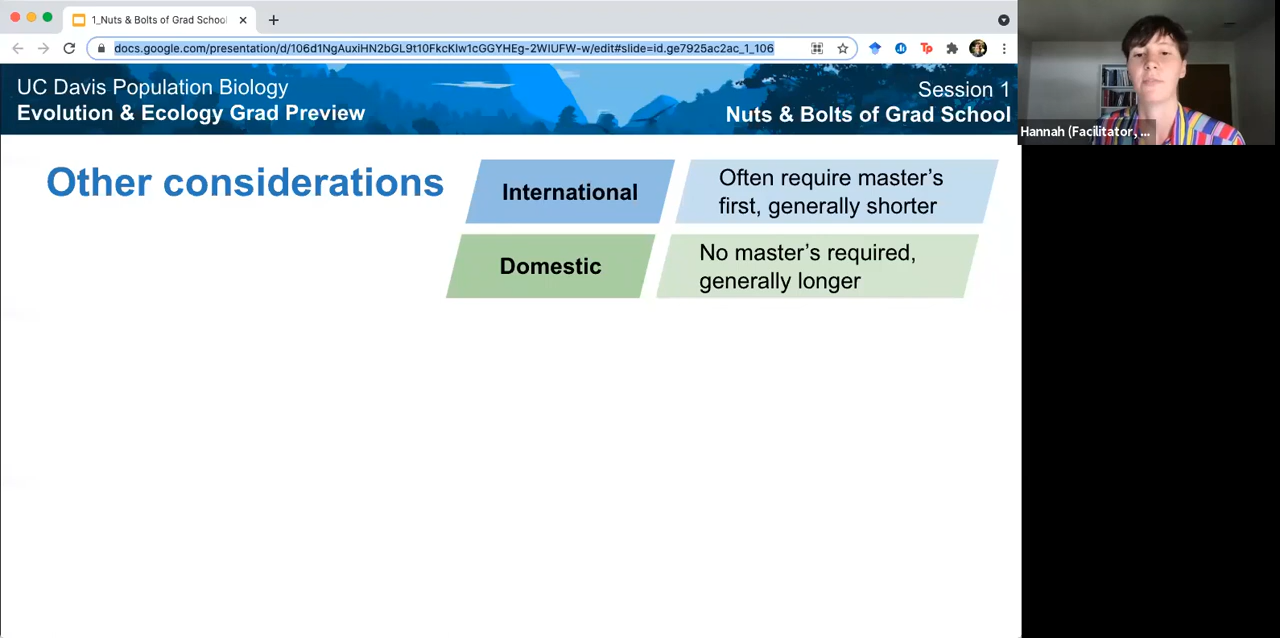 1_Nuts & Bolts of Grad School
docs.google.com/presentation/d/106d1NgAuxiHN2bGL9t10FkcKlw1cGGYHEg-2WIUFW-w/edit#slide=id.ge7925ac2ac_1_106
Tp
UC Davis Population Biology
Evolution & Ecology Grad Preview
Session 1
Nuts & Bolts of Grad School
Hannah (Facilitator, ...
Other considerations
International
Often require master's
first, generally shorter
Domestic
No master's required,
generally longer